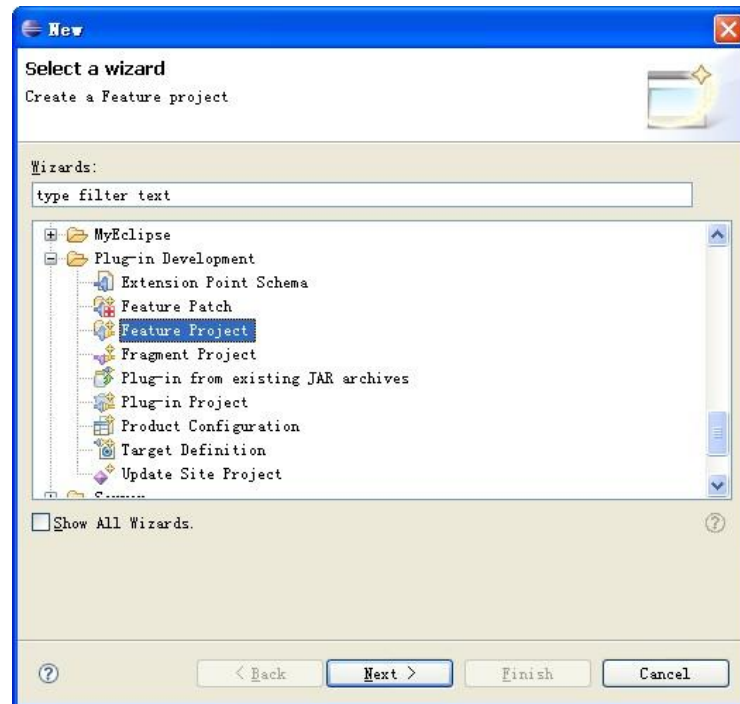 New
Select a wizard
Create a Feature project
Wizards:
type filter text
MyEclipse
Plug-in Development
Extension Point Schema
Feature Patch
Feature Project
Fragment Project
Plug-in from existing JAR archives
Plug-in Project
Product Configuration
Target Definition
Update Site Project
Show All Wizards.
< Back Next > Finish Cancel